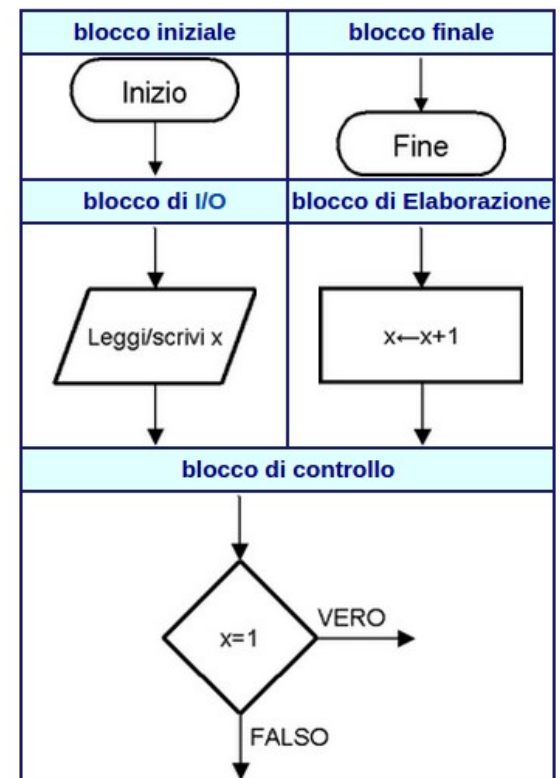 blocco iniziale
blocco finale
Inizio
Fine
blocco di I/O
blocco di Elaborazione
Leggi/scrivi x
x←x+1
blocco di controllo
x=1
VERO
FALSO